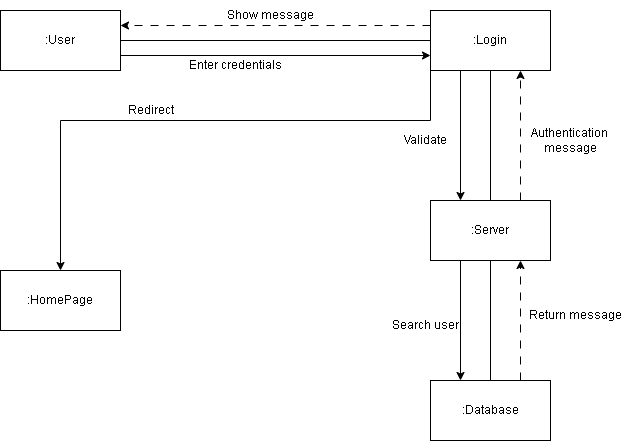 Show message
:User
:Login
Enter credentials
Redirect
Validate
Authentication
message
:Server
:HomePage
Search user
Return message
:Database